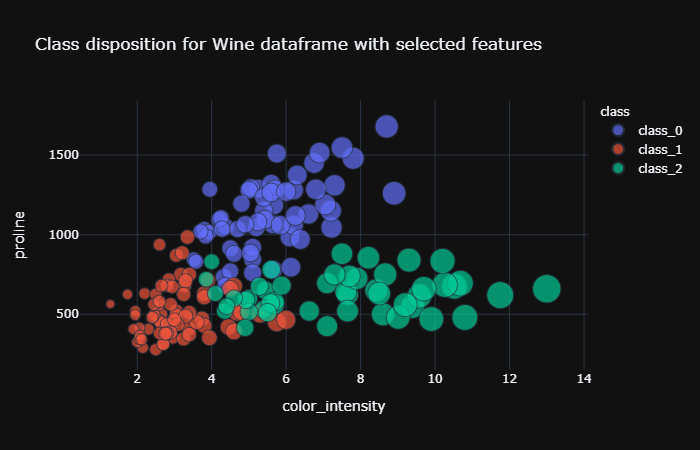 Class disposition for Wine dataframe with selected features
class
class_0
class_1
class_2
1500
1000
500
proline
2 4 6 8 10 12 14
color_intensity